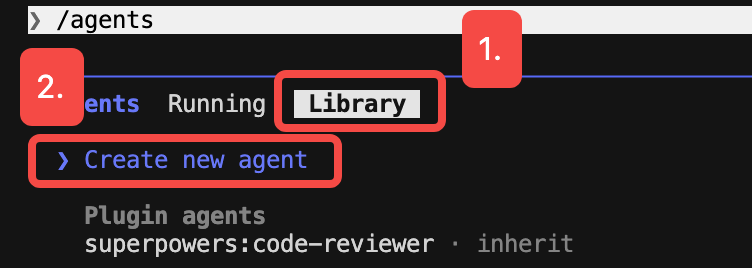 ❯ /agents
1.
2.
ents Running Library
❯ Create new agent
Plugin agents
superpowers:code-reviewer · inherit